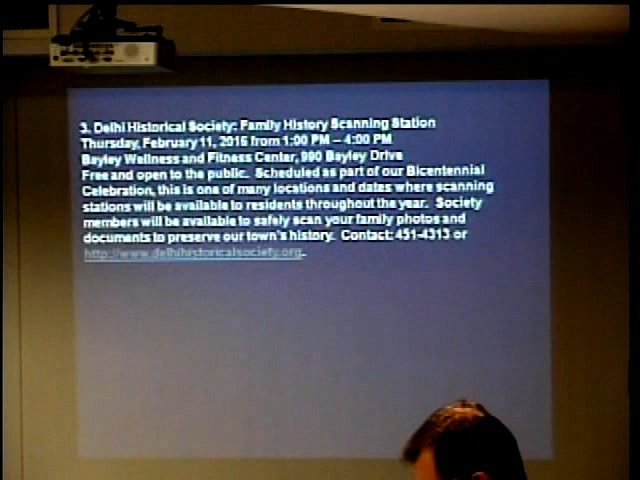 3. Delhi Historical Society: Family History Scanning Station
Thursday, February 11, 2016 from 1:00 PM – 4:00 PM
Bayley Wellness and Fitness Center, 990 Bayley Drive
Free and open to the public. Scheduled as part of our Bicentennial
Celebration, this is one of many locations and dates where scanning
stations will be available to residents throughout the year. Society
members will be available to safely scan your family photos and
documents to preserve our town's history. Contact: 451-4313 or
http://www.delhihistoricalsociety.org.